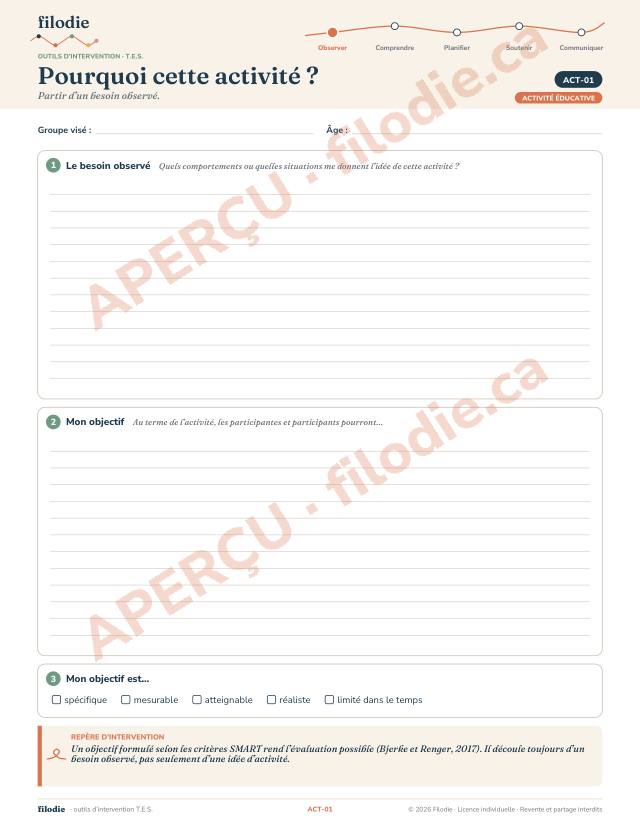 filodie
OUTILS D'INTERVENTION · T.E.S.
Observer Comprendre Planifier Soutenir Communiquer
Pourquoi cette activité ?
Partir d'un besoin observé.
ACT-01
ACTIVITÉ ÉDUCATIVE
Groupe visé : Âge :
1 Le besoin observé Quels comportements ou quelles situations me donnent l'idée de cette activité ?
APERÇU · filodie.ca
2 Mon objectif Au terme de l'activité, les participantes et participants pourront...
APERÇU · filodie.ca
3 Mon objectif est...
spécifique mesurable atteignable réaliste limité dans le temps
REPÈRE D'INTERVENTION
Un objectif formulé selon les critères SMART rend l'évaluation possible (Bjerke et Renger, 2017). Il découle toujours d'un
besoin observé, pas seulement d'une idée d'activité.
filodie · outils d'intervention T.E.S. ACT-01 © 2026 Filodie · Licence individuelle · Revente et partage interdits